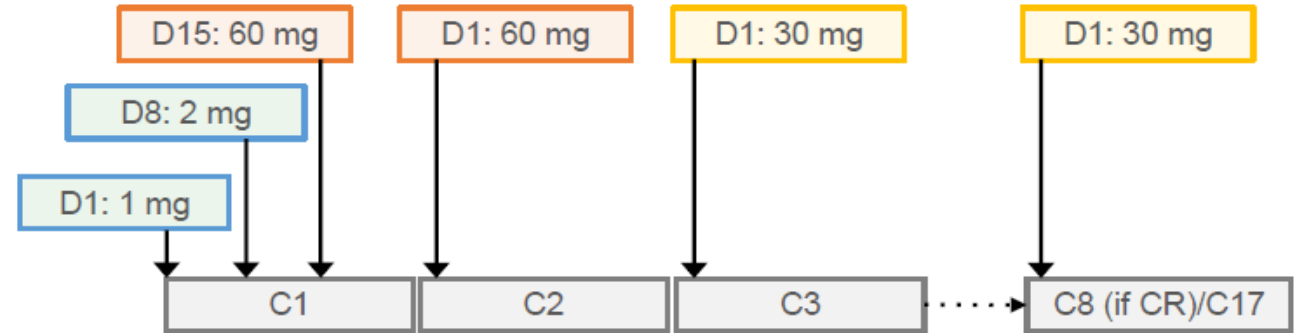 D15: 60 mg
D1: 60 mg
D1: 30 mg
D1: 30 mg
D8: 2 mg
D1: 1 mg
C1
C2
C3
C8 (if CR)/C17